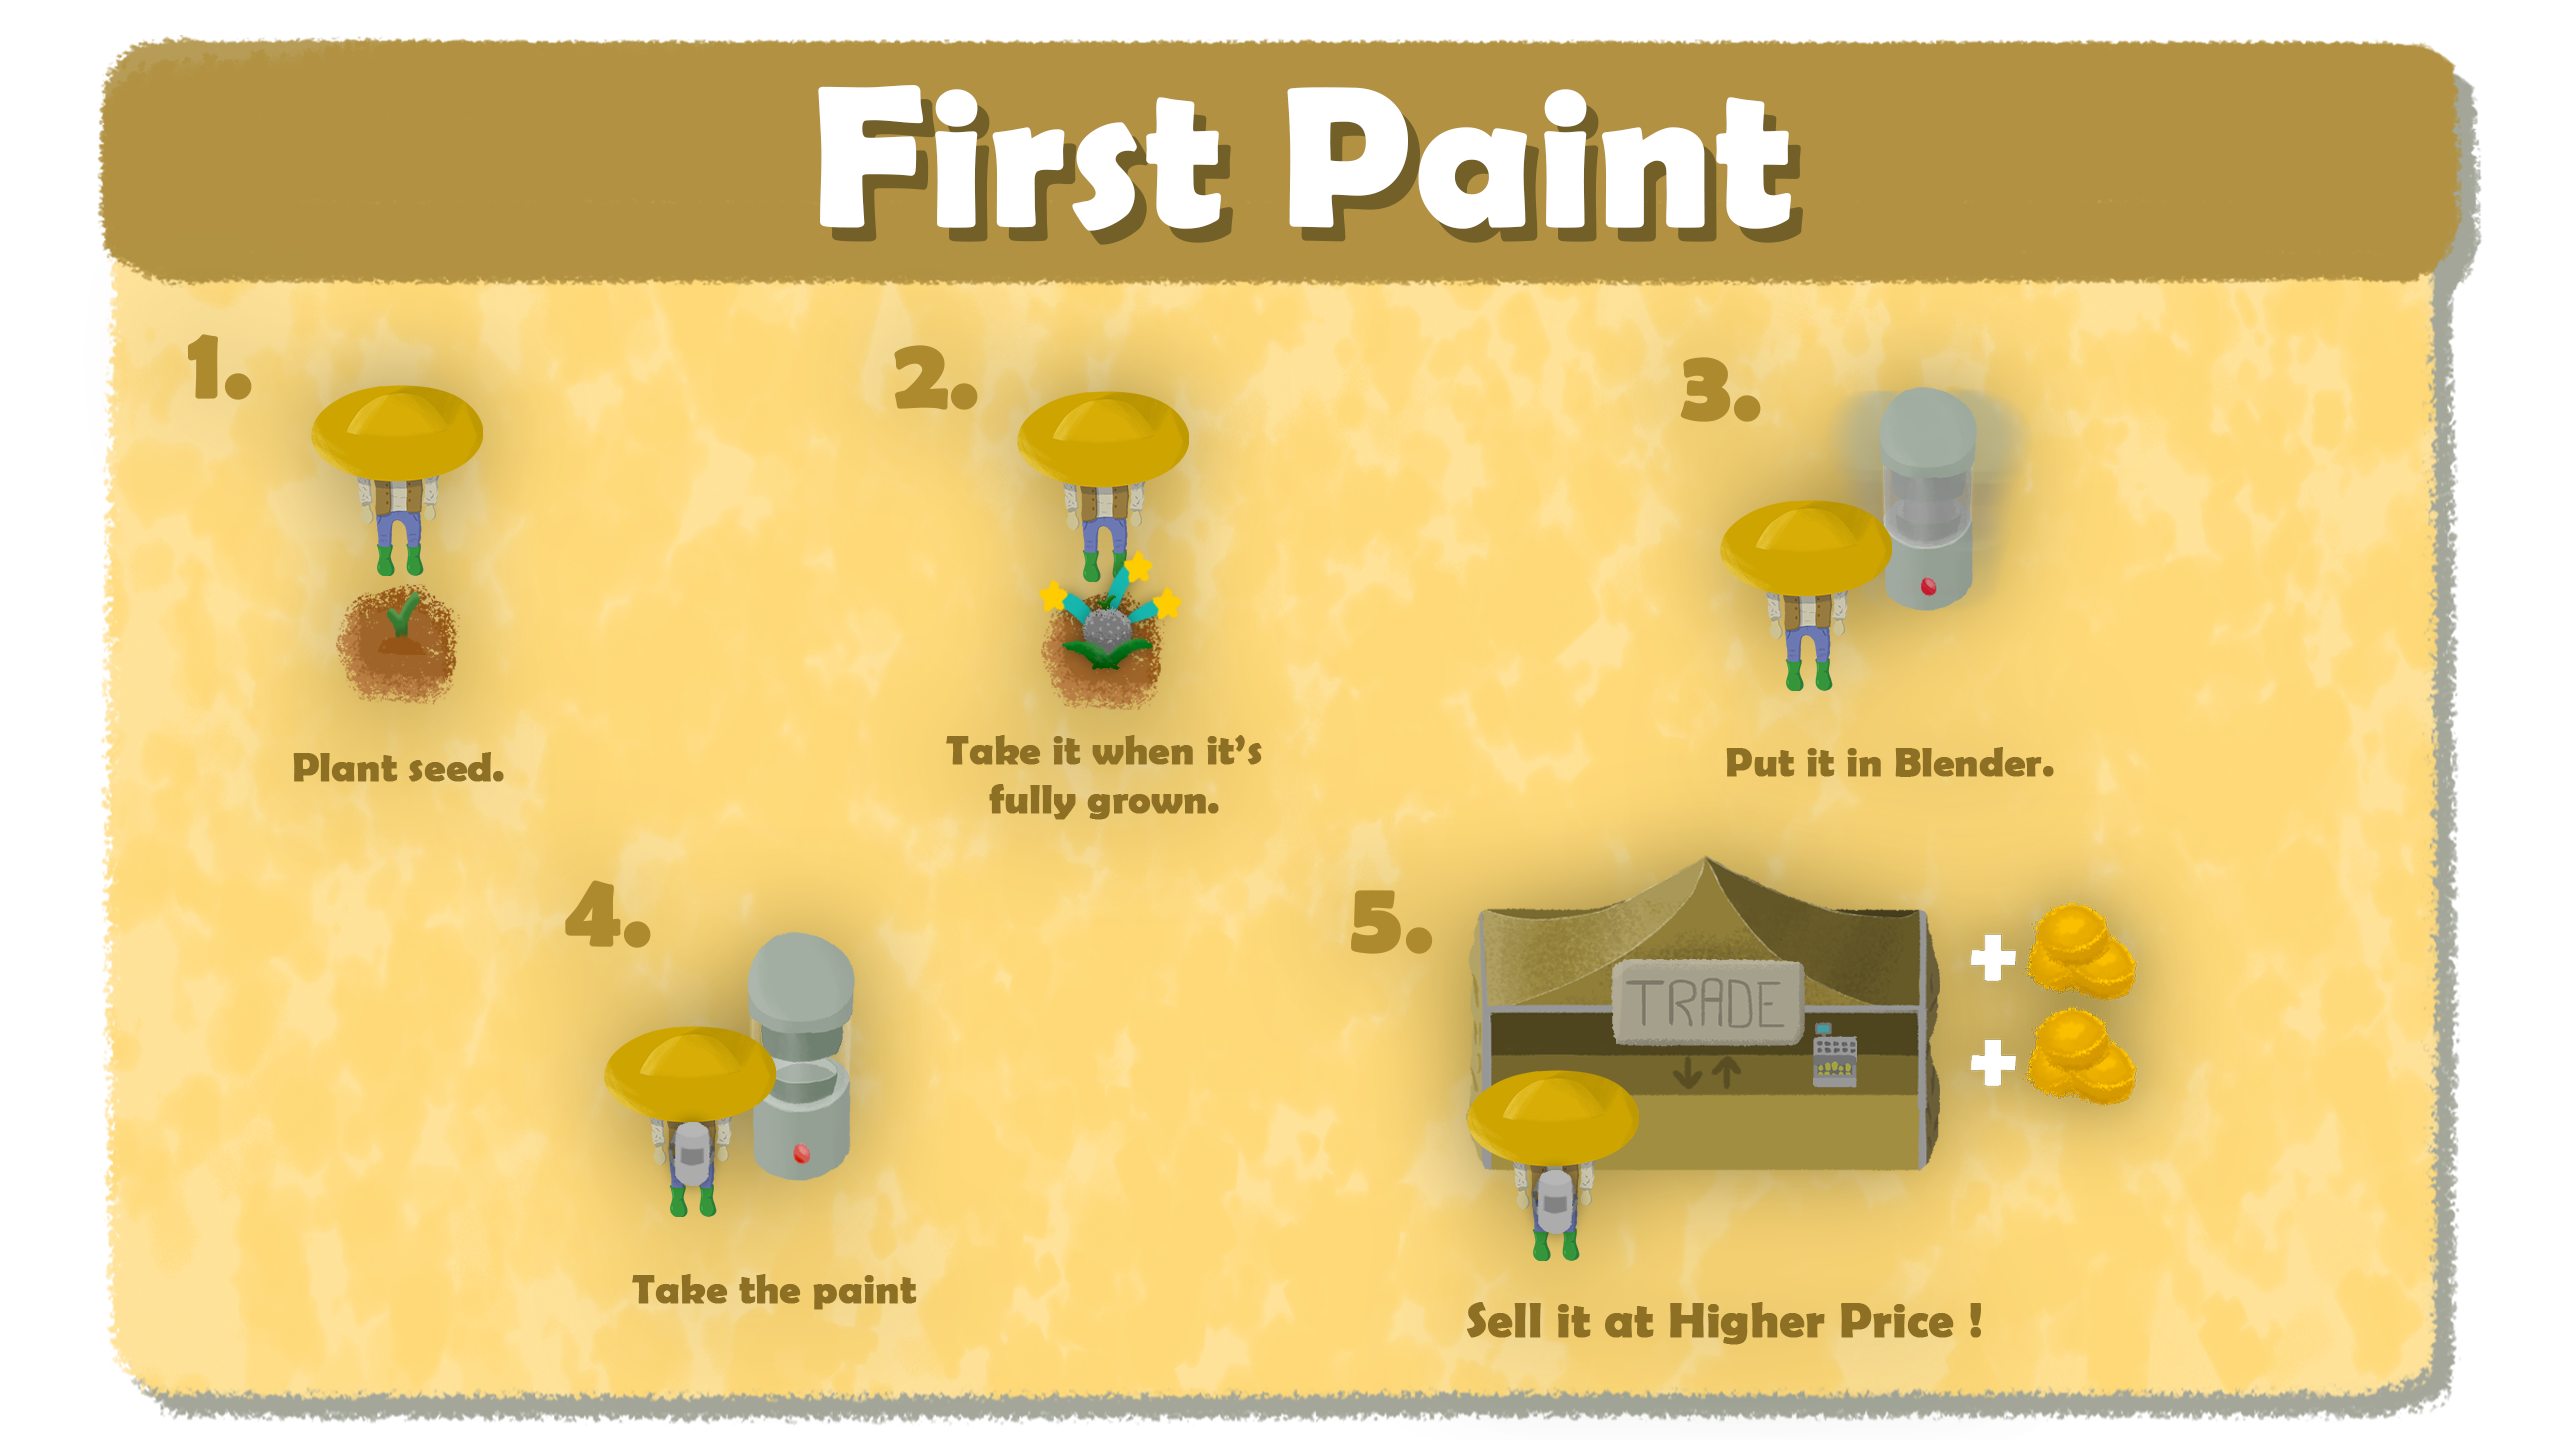 First Paint
1.
2.
3.
Plant seed.
Take it when it's
fully grown.
Put it in Blender.
4.
5.
TRADE
Take the paint
Sell it at Higher Price !